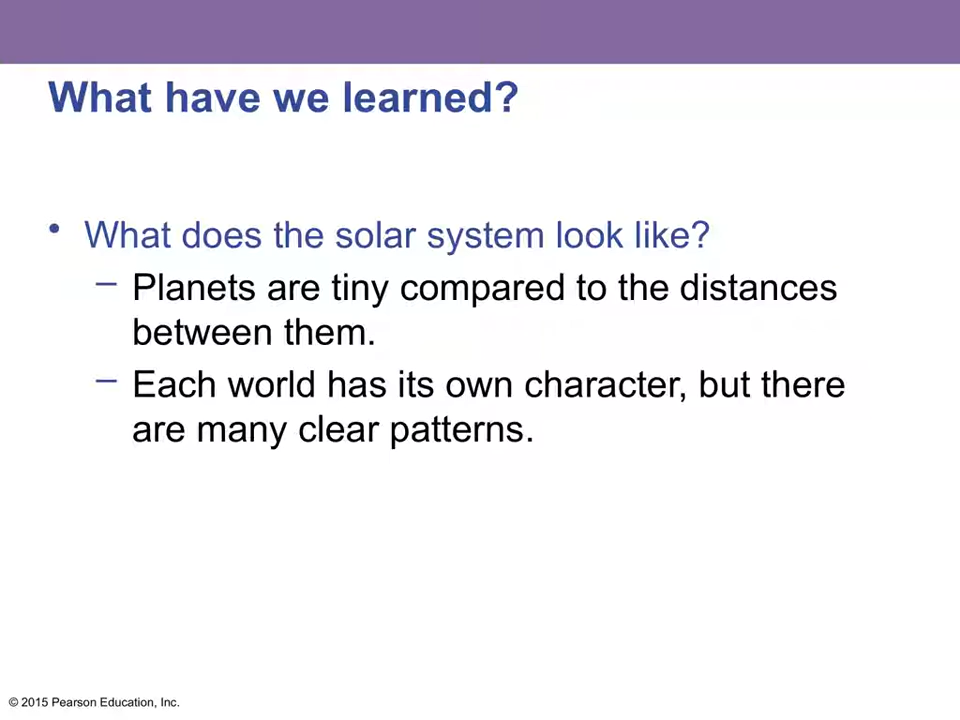 What have we learned?
• What does the solar system look like?
– Planets are tiny compared to the distances
between them.
– Each world has its own character, but there
are many clear patterns.
© 2015 Pearson Education, Inc.